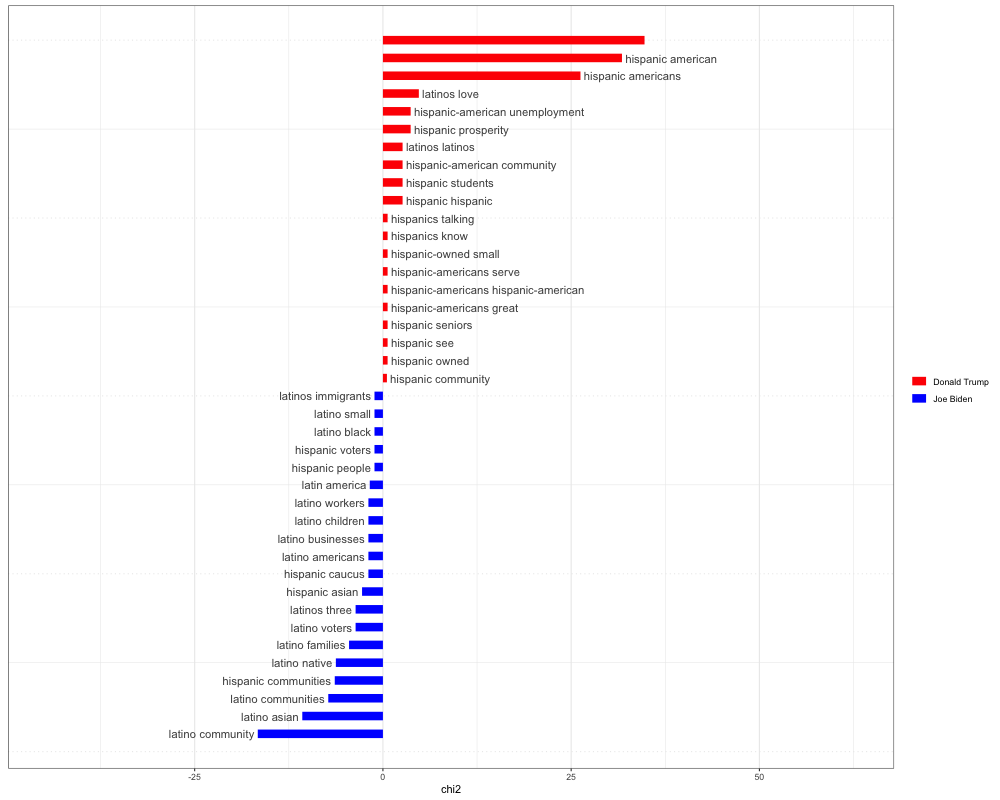 hispanic american
hispanic americans
latinos love
hispanic-american unemployment
hispanic prosperity
latinos latinos
hispanic-american community
hispanic students
hispanic hispanic
hispanics talking
hispanics know
hispanic-owned small
hispanic-americans serve
hispanic-americans hispanic-american
hispanic-americans great
hispanic seniors
hispanic see
hispanic owned
hispanic community
latinos immigrants
latino small
latino black
hispanic voters
hispanic people
latin america
latino workers
latino children
latino businesses
latino americans
hispanic caucus
hispanic asian
latinos three
latino voters
latino families
latino native
hispanic communities
latino communities
latino asian
latino community
-25 0 25 50
chi2
Donald Trump
Joe Biden